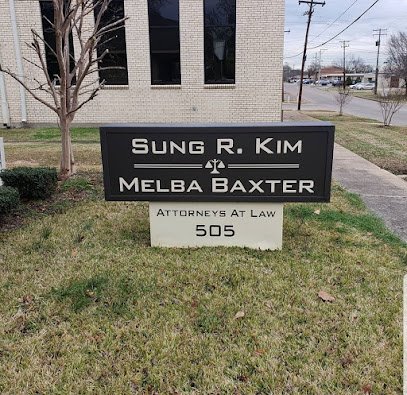 Sung R. Kim
Melba Baxter
Attorneys At Law
505